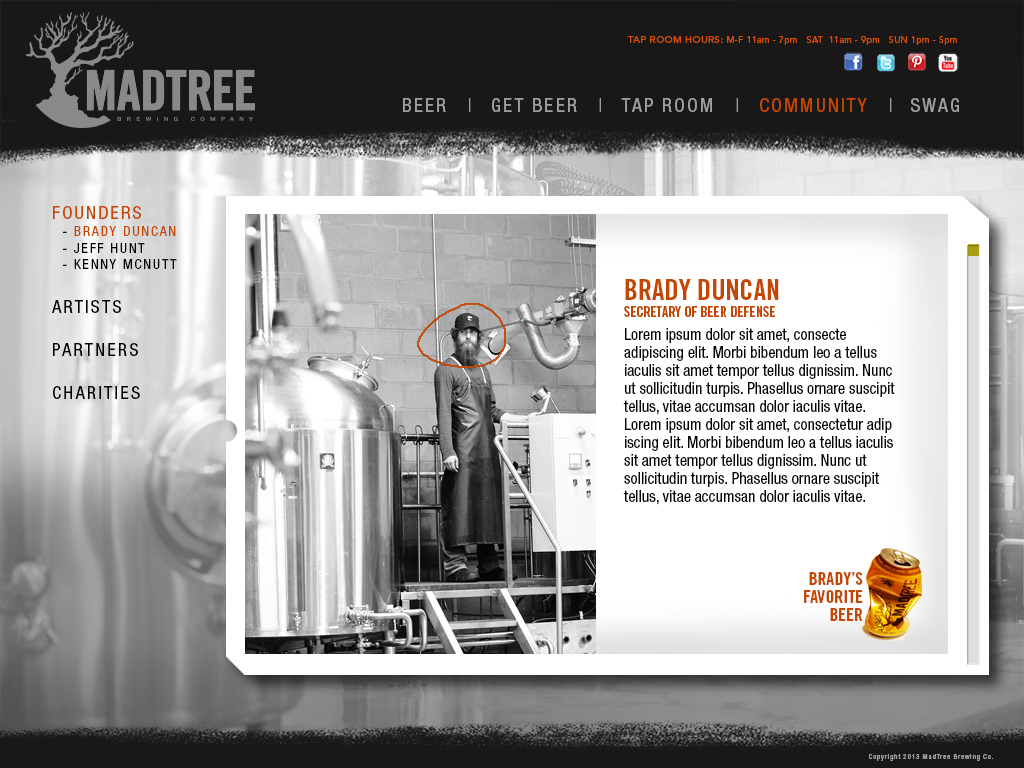 TAP ROOM HOURS: M-F 11am - 7pm SAT 11am - 9pm SUN 1pm - 5pm
You
Tube
MADTREE
BREWING COMPANY
BEER | GET BEER | TAP ROOM | COMMUNITY | SWAG
FOUNDERS
- BRADY DUNCAN
- JEFF HUNT
- KENNY MCNUTT
ARTISTS
PARTNERS
CHARITIES
BRADY DUNCAN
SECRETARY OF BEER DEFENSE
Lorem ipsum dolor sit amet, consecte
adipiscing elit. Morbi bibendum leo a tellus
iaculis sit amet tempor tellus dignissim. Nunc
ut sollicitudin turpis. Phasellus ornare suscipit
tellus, vitae accumsan dolor iaculis vitae.
Lorem ipsum dolor sit amet, consectetur adip
iscing elit. Morbi bibendum leo a tellus iaculis
sit amet tempor tellus dignissim. Nunc ut
sollicitudin turpis. Phasellus ornare suscipit
tellus, vitae accumsan dolor iaculis vitae.
BRADY'S
FAVORITE
BEER
MADTREE
Copyright 2013 MadTree Brewing Co.